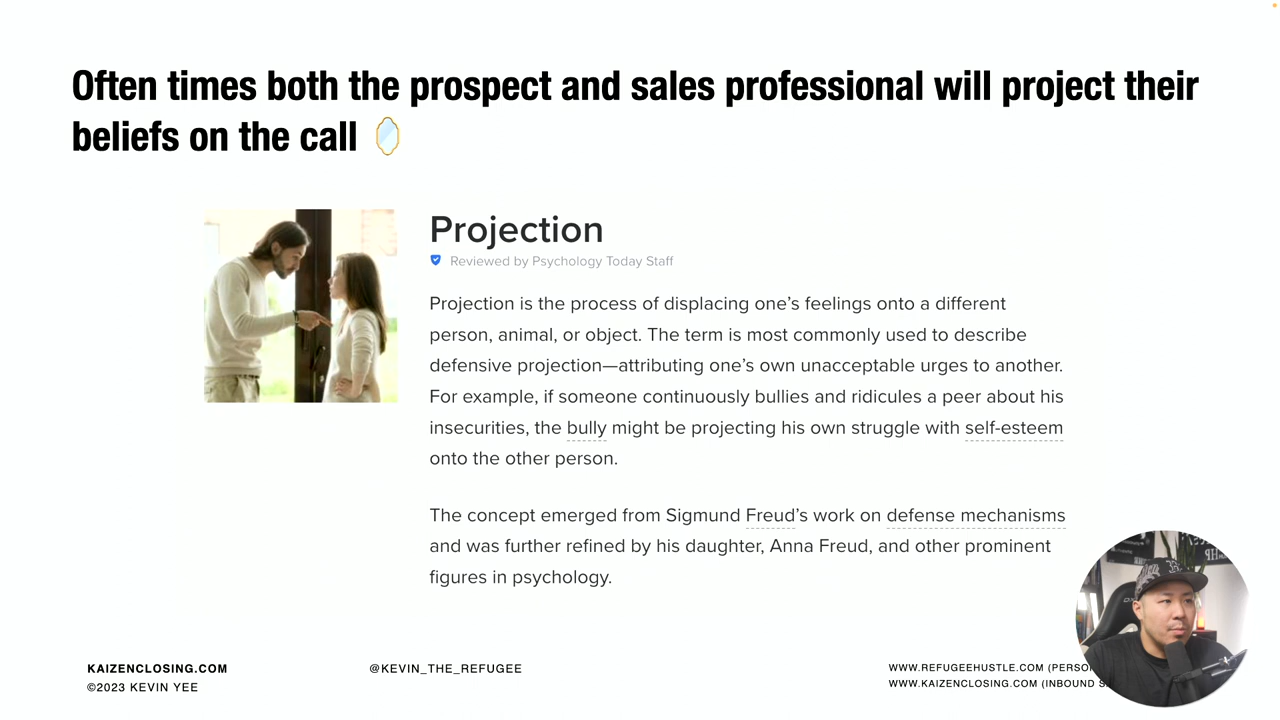 Often times both the prospect and sales professional will project their
beliefs on the call
Projection
Reviewed by Psychology Today Staff
Projection is the process of displacing one’s feelings onto a different
person, animal, or object. The term is most commonly used to describe
defensive projection—attributing one’s own unacceptable urges to another.
For example, if someone continuously bullies and ridicules a peer about his
insecurities, the bully might be projecting his own struggle with self-esteem
onto the other person.
The concept emerged from Sigmund Freud’s work on defense mechanisms
and was further refined by his daughter, Anna Freud, and other prominent
figures in psychology.
KAIZENCLOSING.COM
©2023 KEVIN YEE
@KEVIN_THE_REFUGEE
WWW.REFUGEEHUSTLE.COM
WWW.KAIZENCLOSING.COM (INBOUND